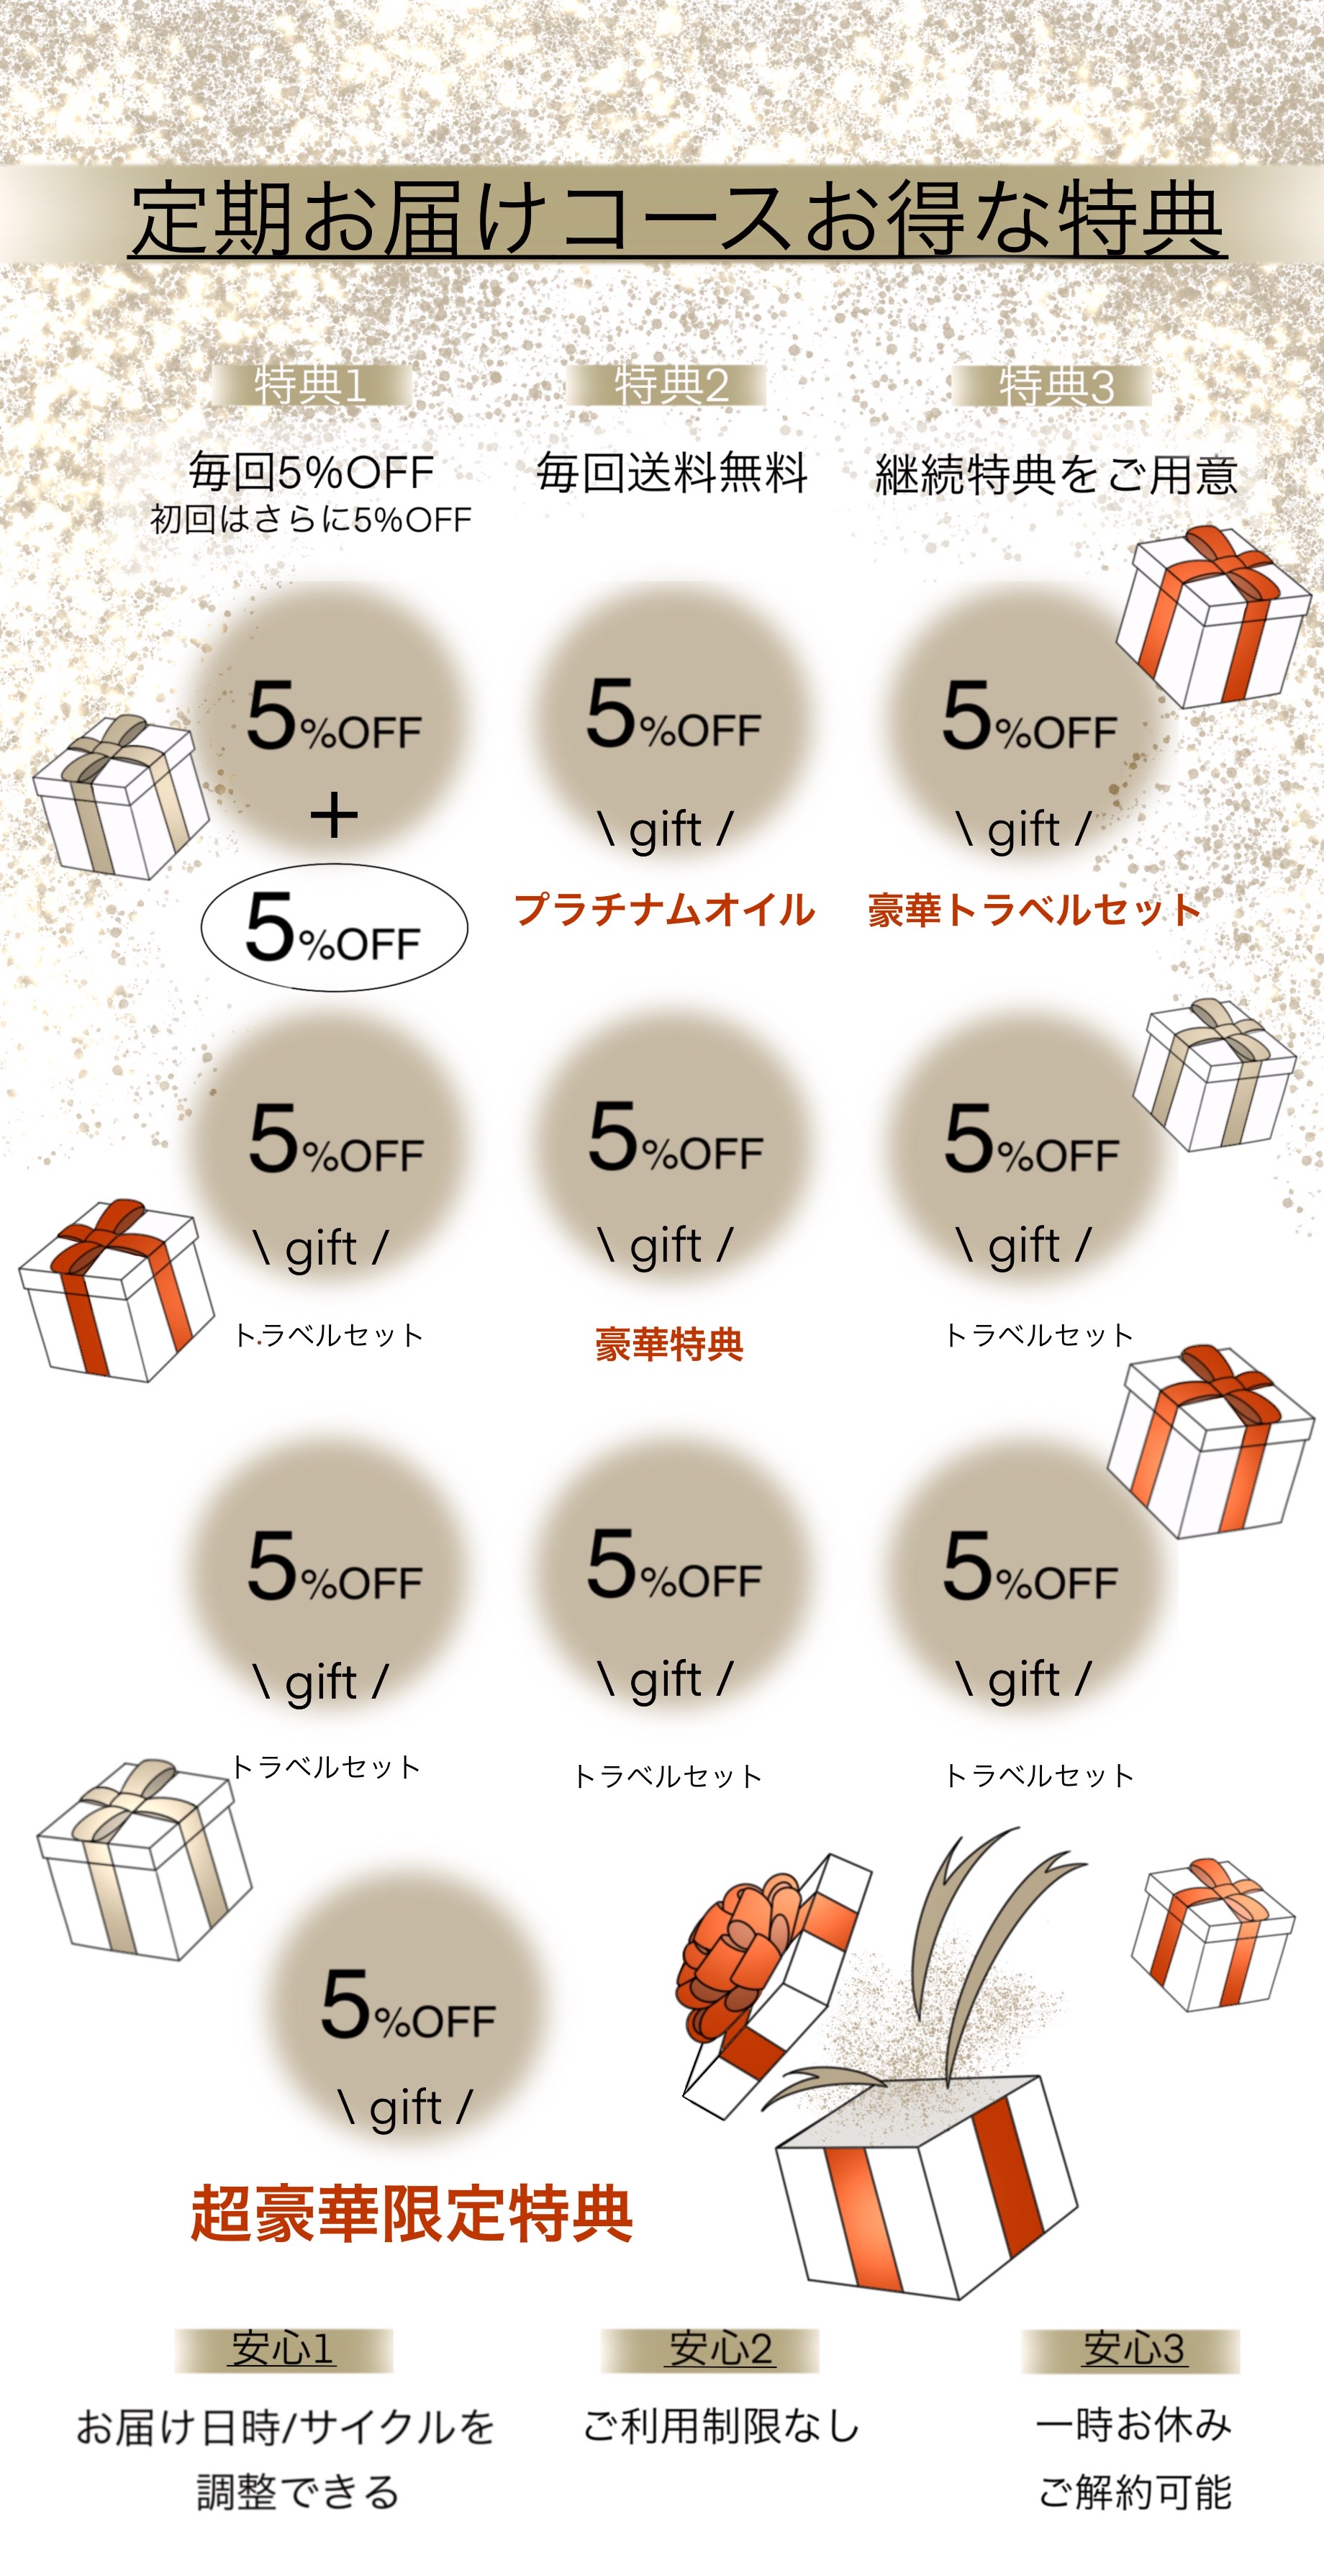 定期お届けコースお得な特典
特典1
特典2
特典3
毎回5%OFF
初回はさらに5%OFF
毎回送料無料
継続特典をご用意
5%OFF
+
5%OFF
5%OFF
\ gift /
プラチナムオイル
5%OFF
\ gift /
豪華トラベルセット
5%OFF
\ gift /
トラベルセット
5%OFF
\ gift /
豪華特典
5%OFF
\ gift /
トラベルセット
5%OFF
\ gift /
トラベルセット
5%OFF
\ gift /
トラベルセット
5%OFF
\ gift /
トラベルセット
5%OFF
\ gift /
超豪華限定特典
安心1
お届け日時/サイクルを
調整できる
安心2
ご利用制限なし
安心3
一時お休み
ご解約可能